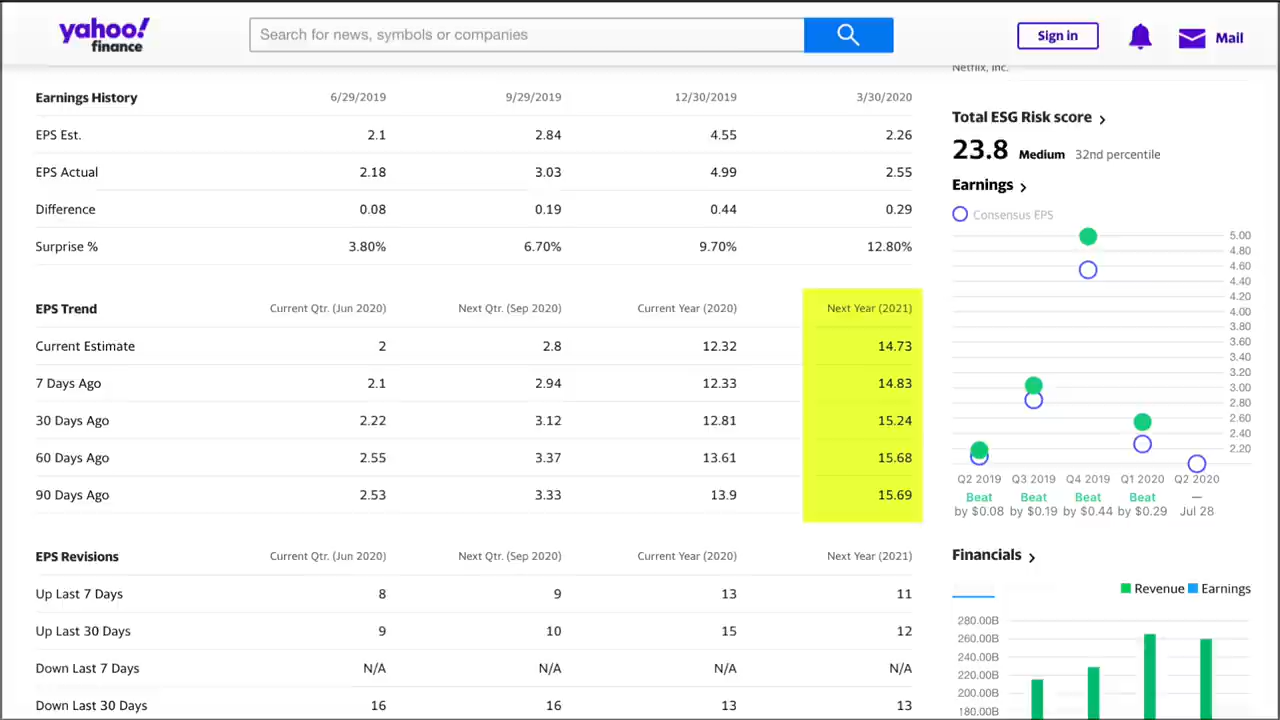 yahoo!
finance
Search for news, symbols or companies
Sign in
Mail
Earnings History 6/29/2019 9/29/2019 12/30/2019 3/30/2020
EPS Est. 2.1 2.84 4.55 2.26
EPS Actual 2.18 3.03 4.99 2.55
Difference 0.08 0.19 0.44 0.29
Surprise % 3.80% 6.70% 9.70% 12.80%
EPS Trend Current Qtr. (Jun 2020) Next Qtr. (Sep 2020) Current Year (2020) Next Year (2021)
Current Estimate 2 2.8 12.32 14.73
7 Days Ago 2.1 2.94 12.33 14.83
30 Days Ago 2.22 3.12 12.81 15.24
60 Days Ago 2.55 3.37 13.61 15.68
90 Days Ago 2.53 3.33 13.9 15.69
EPS Revisions Current Qtr. (Jun 2020) Next Qtr. (Sep 2020) Current Year (2020) Next Year (2021)
Up Last 7 Days 8 9 13 11
Up Last 30 Days 9 10 15 12
Down Last 7 Days N/A N/A N/A N/A
Down Last 30 Days 16 16 13 13
Netflix, Inc.
Total ESG Risk score
23.8 Medium 32nd percentile
Earnings
Consensus EPS
5.00
4.80
4.60
4.40
4.20
4.00
3.80
3.60
3.40
3.20
3.00
2.80
2.60
2.40
2.20
Q2 2019 Q3 2019 Q4 2019 Q1 2020 Q2 2020
Beat Beat Beat Beat —
by $0.08 by $0.19 by $0.44 by $0.29 Jul 28
Financials
Revenue Earnings
280.00B
260.00B
240.00B
220.00B
200.00B
180.00B